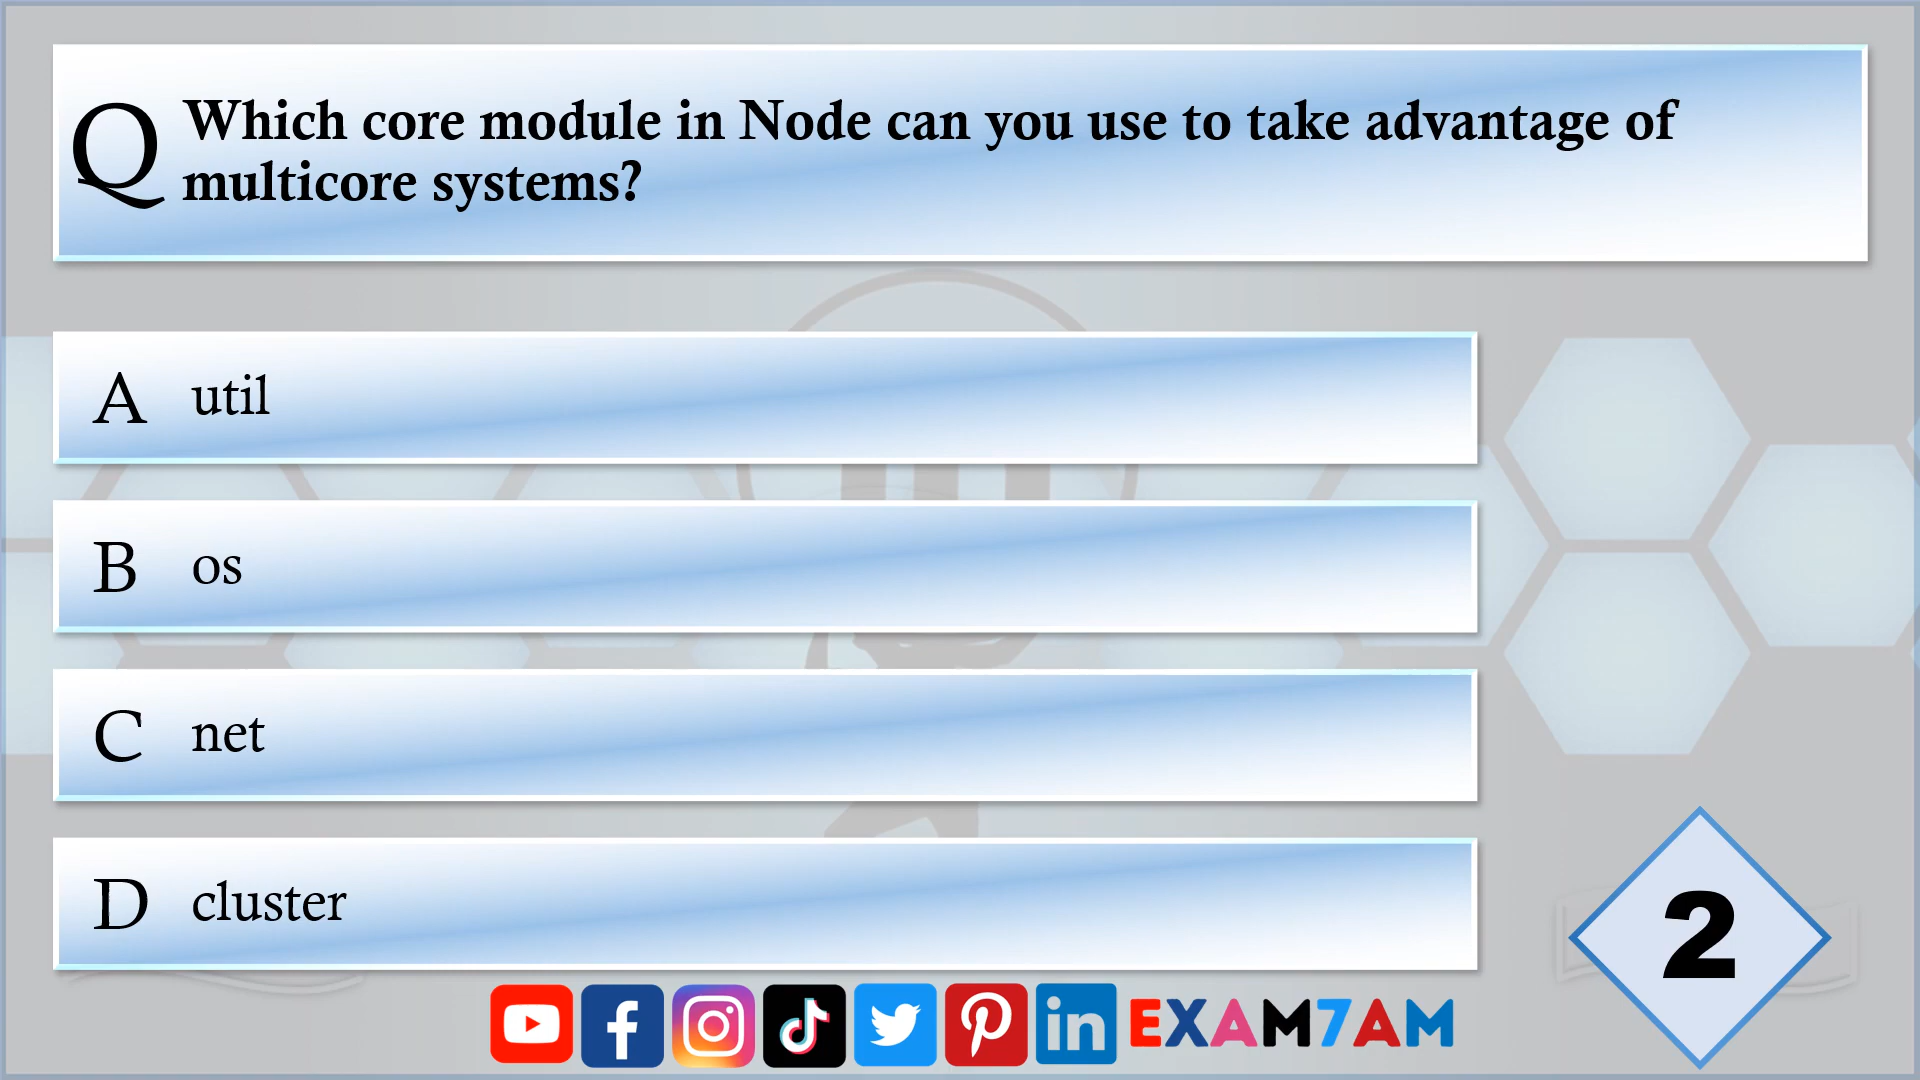 Q Which core module in Node can you use to take advantage of
multicore systems?
A util
B os
C net
D cluster
2
EXAM7AM